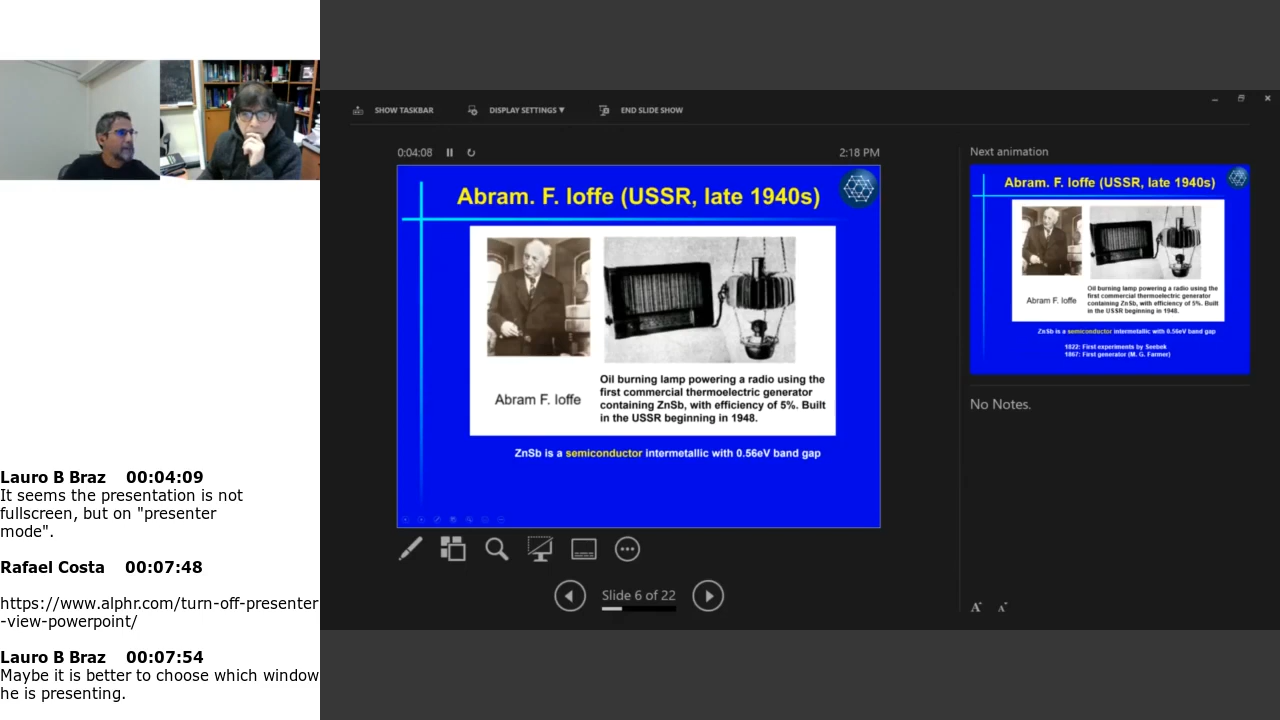 SHOW TASKBAR
DISPLAY SETTINGS ▼
END SLIDE SHOW
0:04:08
2:18 PM
Abram. F. Ioffe (USSR, late 1940s)
Abram F. Ioffe
Oil burning lamp powering a radio using the
first commercial thermoelectric generator
containing ZnSb, with efficiency of 5%. Built
in the USSR beginning in 1948.
ZnSb is a semiconductor intermetallic with 0.56eV band gap
Slide 6 of 22
Next animation
Abram. F. Ioffe (USSR, late 1940s)
Abram F. Ioffe
Oil burning lamp powering a radio using the
first commercial thermoelectric generator
containing ZnSb, with efficiency of 5%. Built
in the USSR beginning in 1948.
ZnSb is a semiconductor intermetallic with 0.56eV band gap
1822: First experiments by Seebek
1867: First generator (M. G. Farmer)
No Notes.
A A
Lauro B Braz 00:04:09
It seems the presentation is not
fullscreen, but on "presenter
mode".
Rafael Costa 00:07:48
https://www.alphr.com/turn-off-presenter
-view-powerpoint/
Lauro B Braz 00:07:54
Maybe it is better to choose which window
he is presenting.